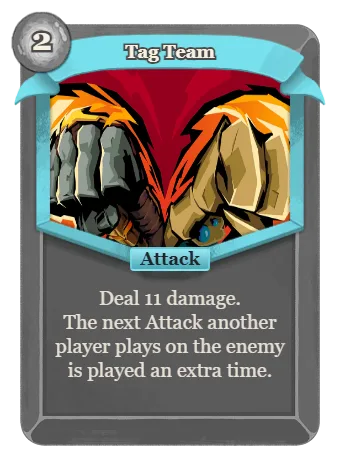 2
Tag Team
Attack
Deal 11 damage.
The next Attack another
player plays on the enemy
is played an extra time.